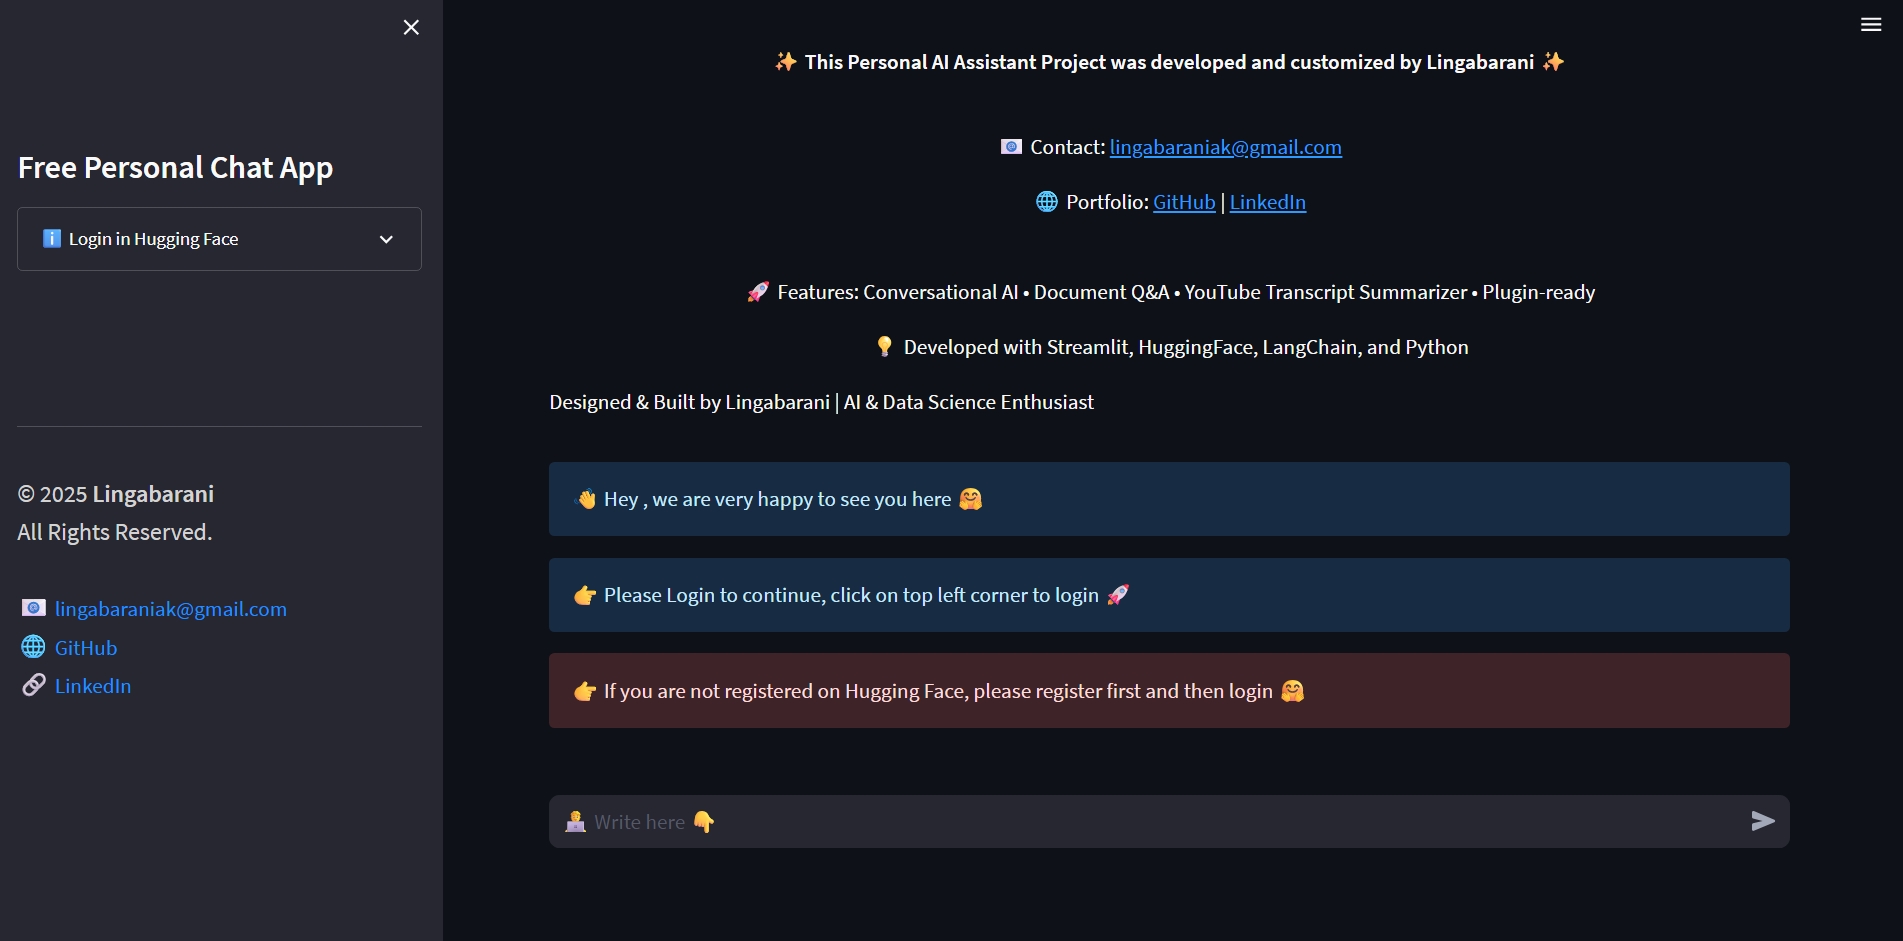 Free Personal Chat App
ℹ️ Login in Hugging Face
© 2025 Lingabarani
All Rights Reserved.
📧 lingabaraniak@gmail.com
🌐 GitHub
🔗 LinkedIn
✨ This Personal AI Assistant Project was developed and customized by Lingabarani ✨
📧 Contact: lingabaraniak@gmail.com
🌐 Portfolio: GitHub | LinkedIn
🚀 Features: Conversational AI • Document Q&A • YouTube Transcript Summarizer • Plugin-ready
💡 Developed with Streamlit, HuggingFace, LangChain, and Python
Designed & Built by Lingabarani | AI & Data Science Enthusiast
👋 Hey , we are very happy to see you here 🤗
👉 Please Login to continue, click on top left corner to login 🚀
👉 If you are not registered on Hugging Face, please register first and then login 🤗
🧑‍💻 Write here 👇